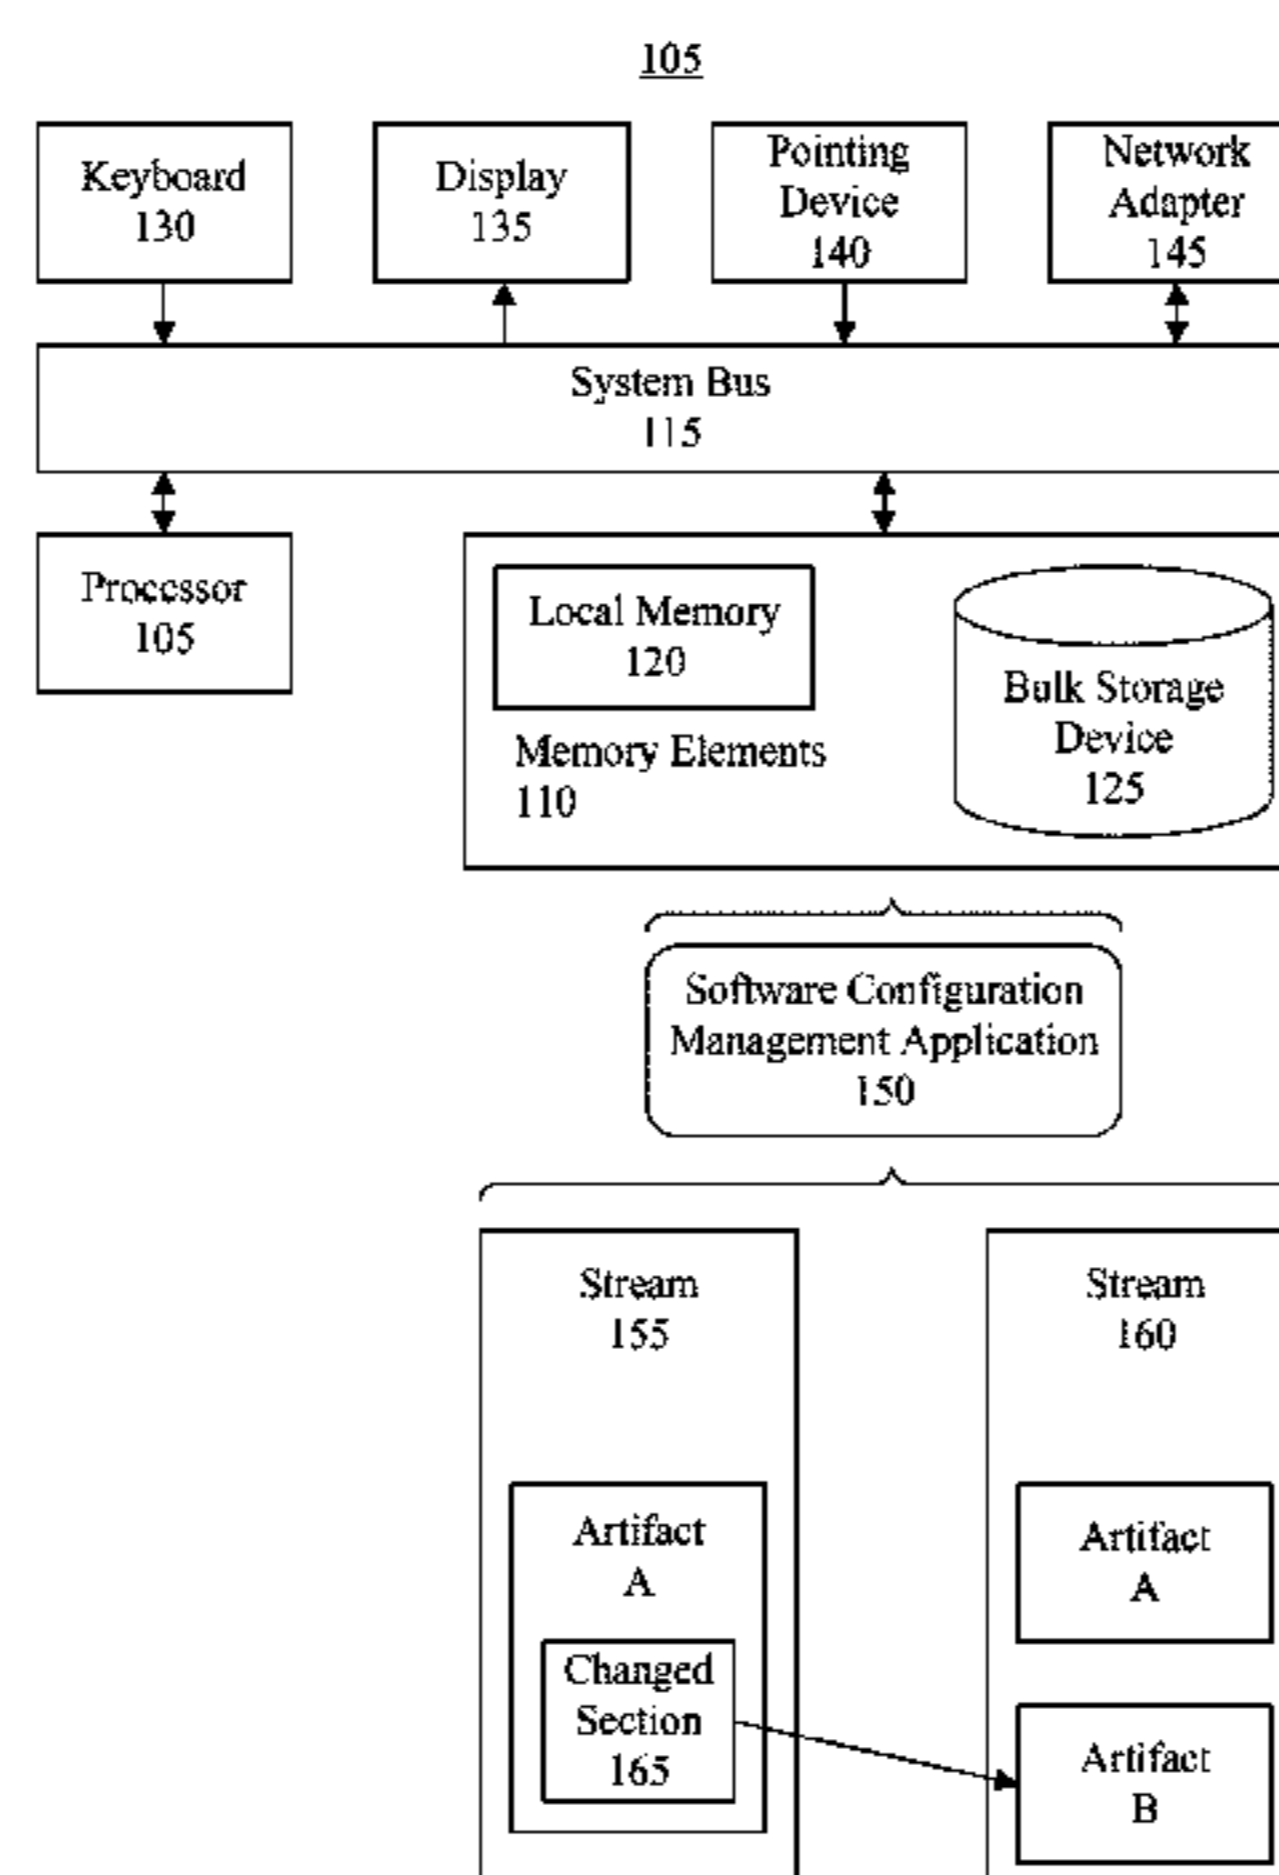 105
Keyboard
130
Display
135
Pointing
Device
140
Network
Adapter
145
System Bus
115
Processor
105
Local Memory
120
Memory Elements
110
Bulk Storage
Device
125
Software Configuration
Management Application
150
Stream
155
Artifact
A
Changed
Section
165
Stream
160
Artifact
A
Artifact
B